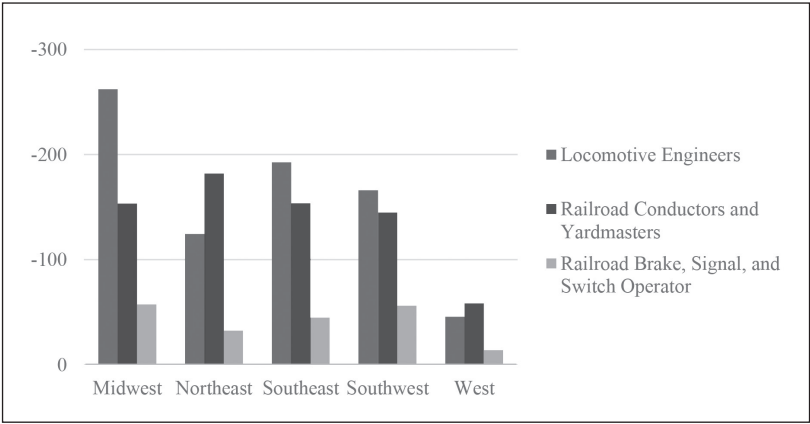 -300
-200
-100
0
Midwest Northeast Southeast Southwest West
Locomotive Engineers
Railroad Conductors and
Yardmasters
Railroad Brake, Signal, and
Switch Operator